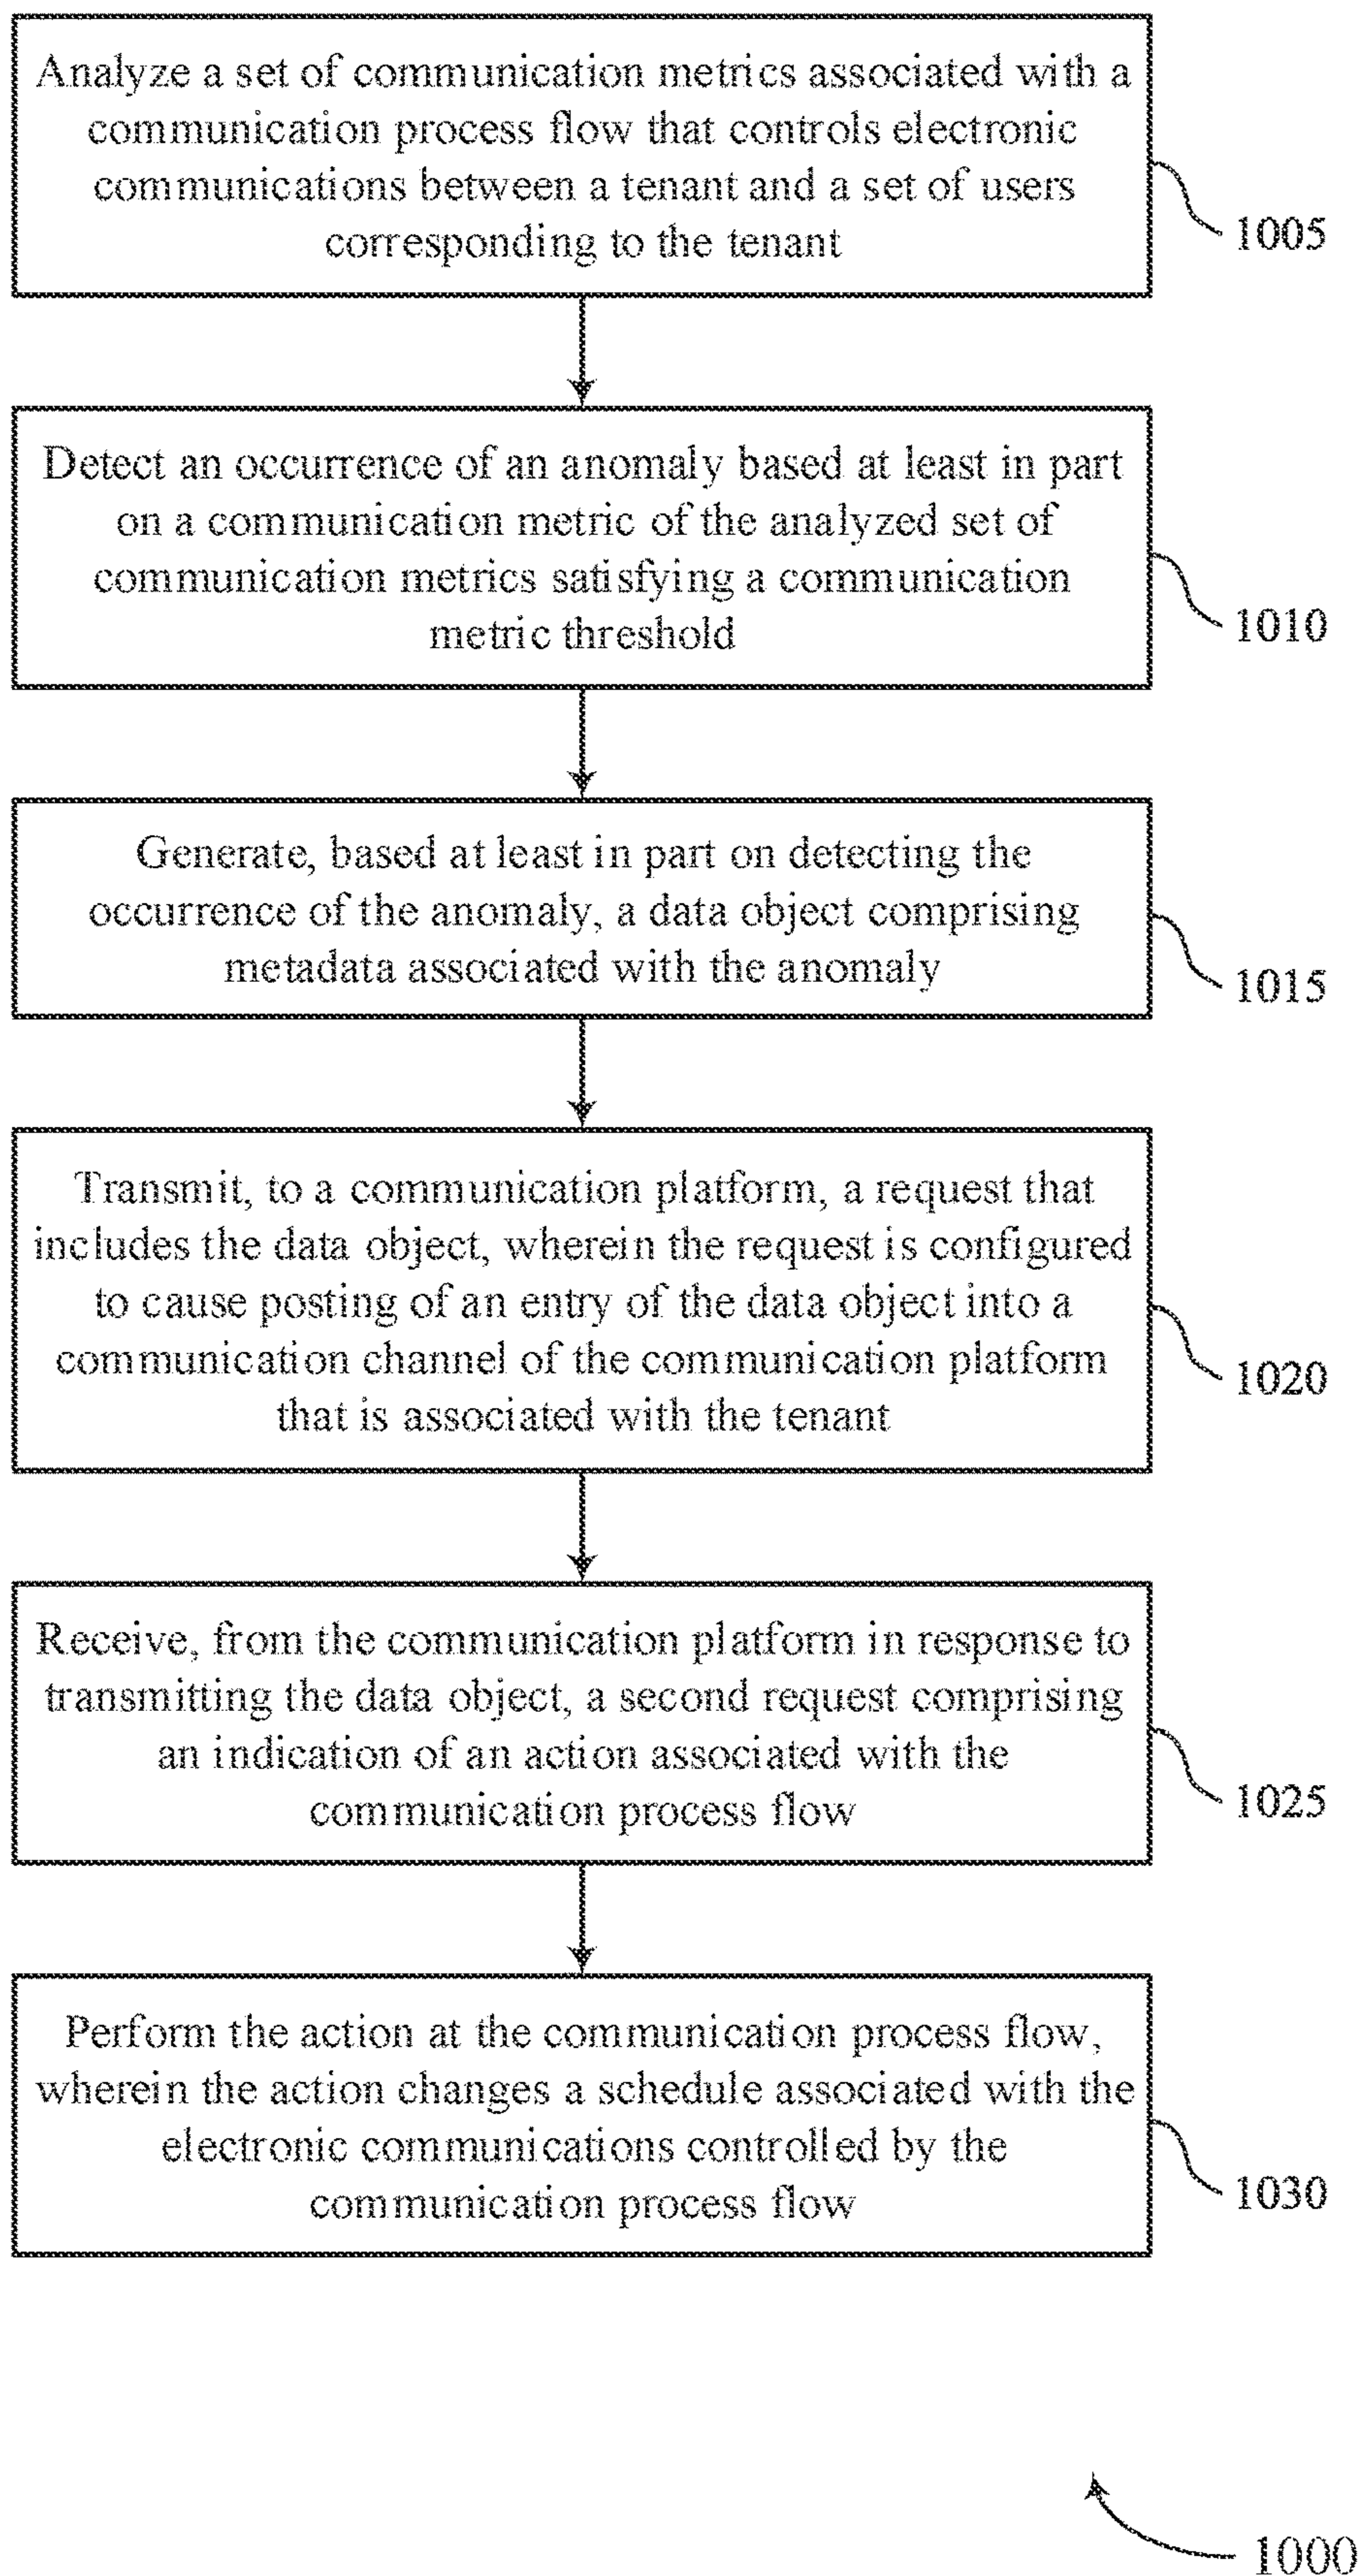 Analyze a set of communication metrics associated with a
communication process flow that controls electronic
communications between a tenant and a set of users
corresponding to the tenant
1005
Detect an occurrence of an anomaly based at least in part
on a communication metric of the analyzed set of
communication metrics satisfying a communication
metric threshold
1010
Generate, based at least in part on detecting the
occurrence of the anomaly, a data object comprising
metadata associated with the anomaly
1015
Transmit, to a communication platform, a request that
includes the data object, wherein the request is configured
to cause posting of an entry of the data object into a
communication channel of the communication platform
that is associated with the tenant
1020
Receive, from the communication platform in response to
transmitting the data object, a second request comprising
an indication of an action associated with the
communication process flow
1025
Perform the action at the communication process flow,
wherein the action changes a schedule associated with the
electronic communications controlled by the
communication process flow
1030
1000